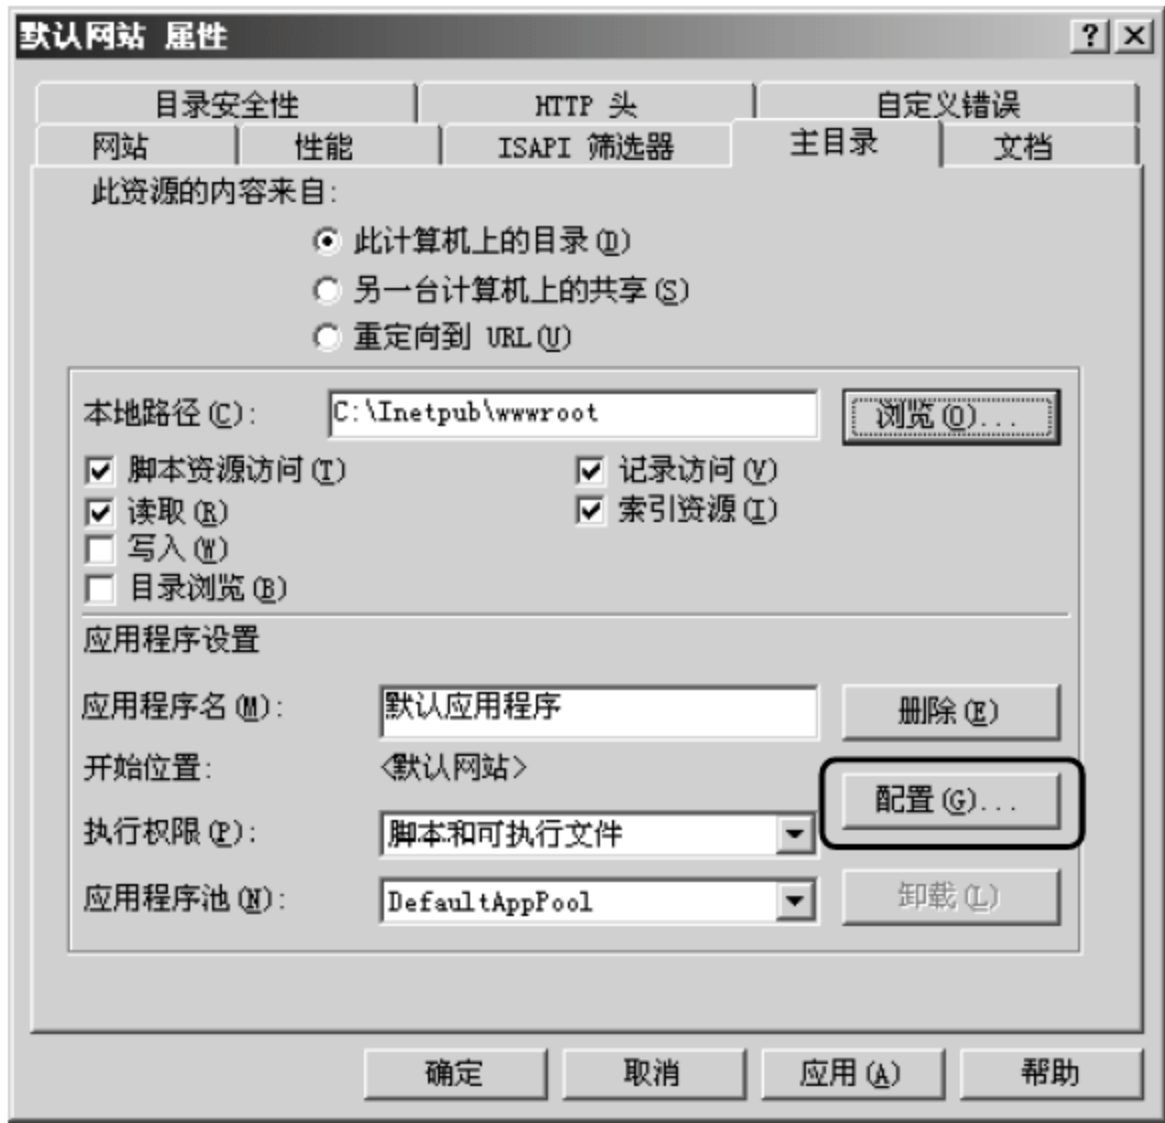 默认网站 属性
目录安全性 HTTP 头 自定义错误
网站 性能 ISAPI 筛选器 主目录 文档
此资源的内容来自:
此计算机上的目录(D)
另一台计算机上的共享(S)
重定向到 URL(U)
本地路径(C): C:\Inetpub\wwwroot 浏览(O)...
脚本资源访问(T) 记录访问(V)
读取(R) 索引资源(I)
写入(W)
目录浏览(B)
应用程序设置
应用程序名(M): 默认应用程序 删除(E)
开始位置: <默认网站>
配置(G)...
执行权限(P): 脚本和可执行文件
应用程序池(N): DefaultAppPool 卸载(L)
确定 取消 应用(A) 帮助